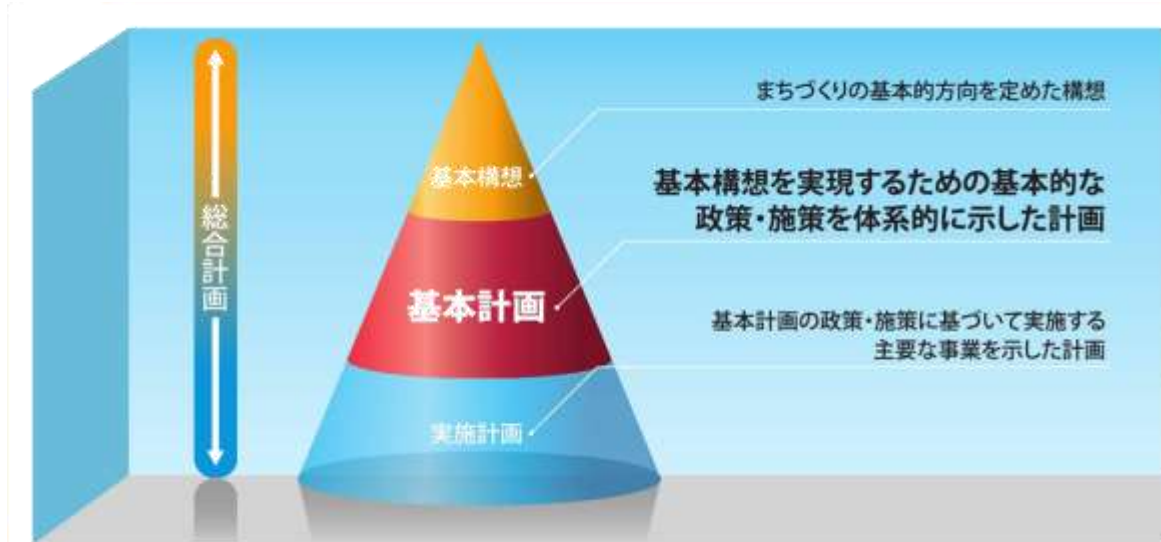 総合計画
まちづくりの基本的方向を定めた構想
基本構想
基本構想を実現するための基本的な
政策・施策を体系的に示した計画
基本計画
基本計画の政策・施策に基づいて実施する
主要な事業を示した計画
実施計画